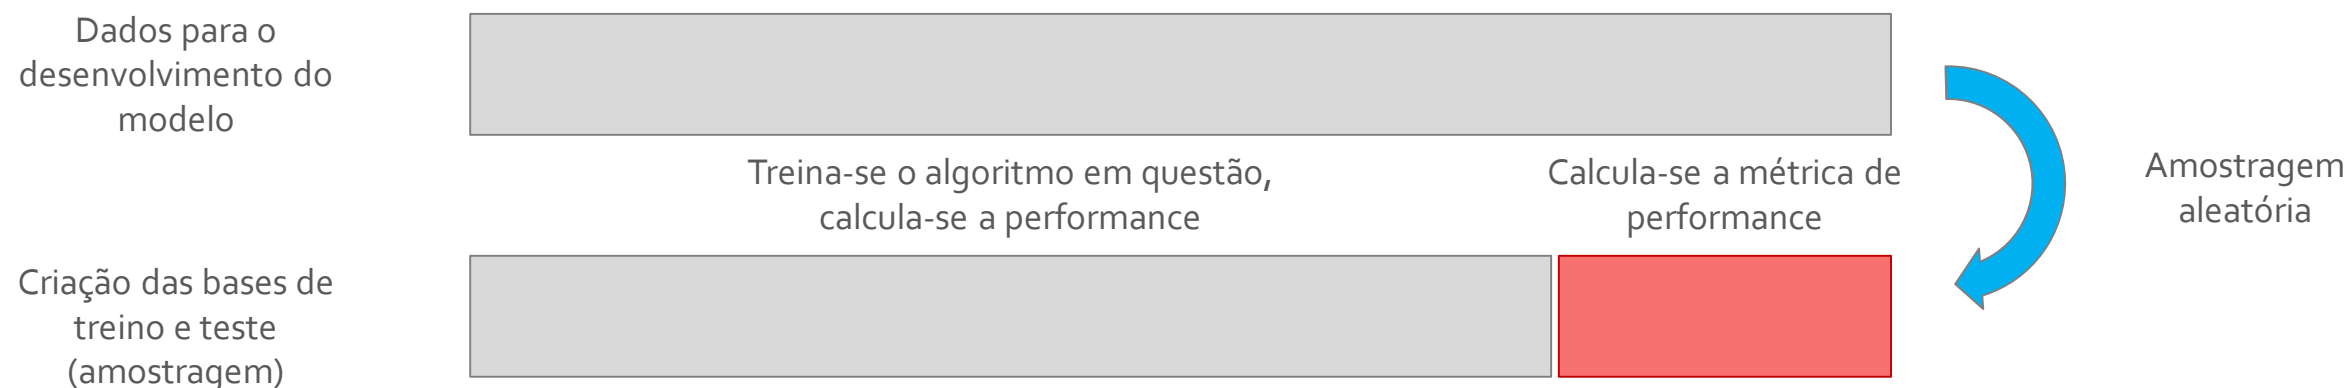 Dados para o
desenvolvimento do
modelo
Treina-se o algoritmo em questão,
calcula-se a performance
Calcula-se a métrica de
performance
Amostragem
aleatória
Criação das bases de
treino e teste
(amostragem)